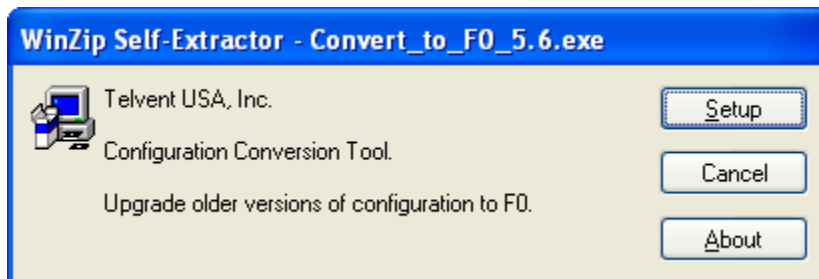 WinZip Self-Extractor - Convert_to_F0_5.6.exe
Telvent USA, Inc.
Configuration Conversion Tool.
Upgrade older versions of configuration to F0.
Setup
Cancel
About